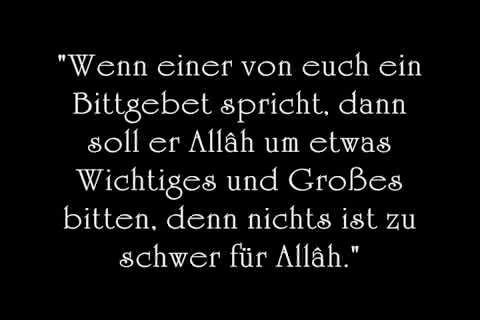 "Wenn einer von euch ein
Bittgebet spricht, dann
soll er Allâh um etwas
Wichtiges und Großes
bitten, denn nichts ist zu
schwer für Allâh."